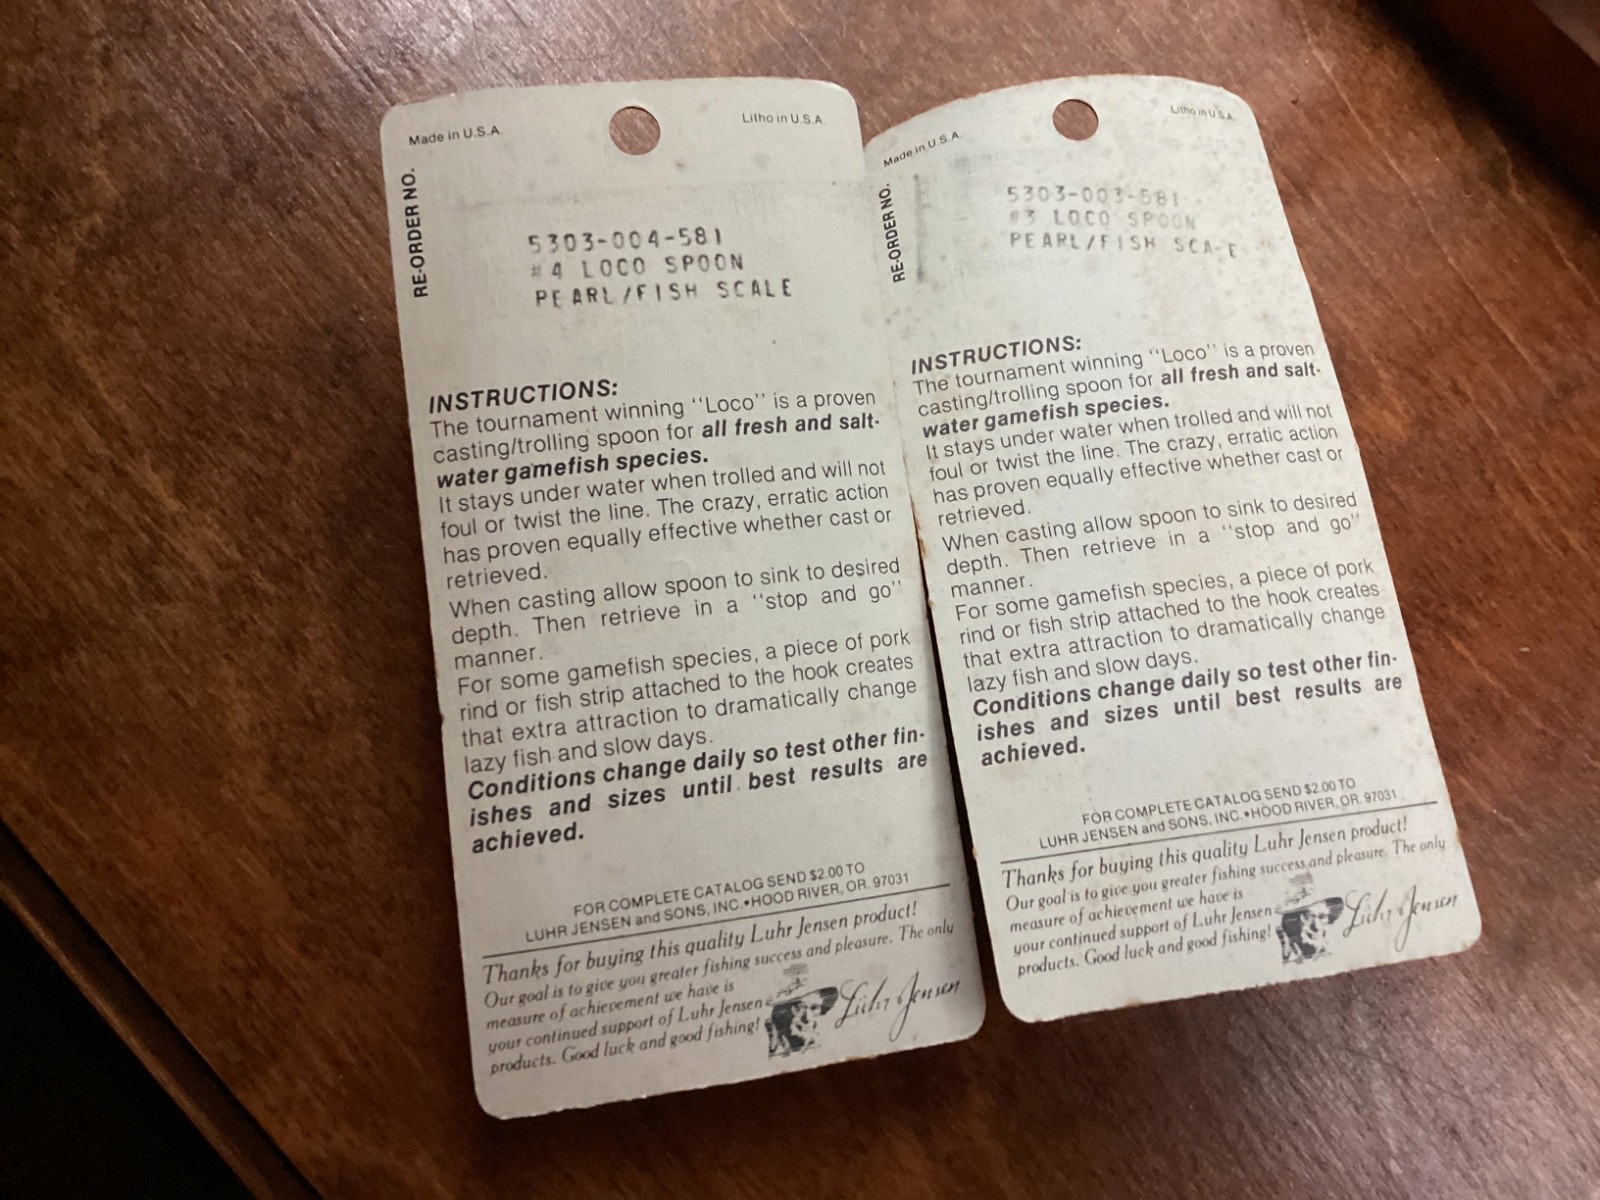 Made in U.S.A.
Litho in U.S.A.
RE-ORDER NO.
5303-004-581
#4 LOCO SPOON
PEARL/FISH SCALE
INSTRUCTIONS:
The tournament winning "Loco" is a proven
casting/trolling spoon for all fresh and salt-
water gamefish species.
It stays under water when trolled and will not
foul or twist the line. The crazy, erratic action
has proven equally effective whether cast or
retrieved.
When casting allow spoon to sink to desired
depth. Then retrieve in a "stop and go"
manner.
For some gamefish species, a piece of pork
rind or fish strip attached to the hook creates
that extra attraction to dramatically change
lazy fish and slow days.
Conditions change daily so test other fin-
ishes and sizes until best results are
achieved.
FOR COMPLETE CATALOG SEND $2.00 TO
LUHR JENSEN and SONS, INC.•HOOD RIVER, OR. 97031
Thanks for buying this quality Luhr Jensen product!
Our goal is to give you greater fishing success and pleasure. The only
measure of achievement we have is
your continued support of Luhr Jensen
products. Good luck and good fishing!
Luhr Jensen
Made in U.S.A.
Litho in U.S.A.
RE-ORDER NO.
5303-003-581
#3 LOCO SPOON
PEARL/FISH SCALE
INSTRUCTIONS:
The tournament winning "Loco" is a proven
casting/trolling spoon for all fresh and salt-
water gamefish species.
It stays under water when trolled and will not
foul or twist the line. The crazy, erratic action
has proven equally effective whether cast or
retrieved.
When casting allow spoon to sink to desired
depth. Then retrieve in a "stop and go"
manner.
For some gamefish species, a piece of pork
rind or fish strip attached to the hook creates
that extra attraction to dramatically change
lazy fish and slow days.
Conditions change daily so test other fin-
ishes and sizes until best results are
achieved.
FOR COMPLETE CATALOG SEND $2.00 TO
LUHR JENSEN and SONS, INC.•HOOD RIVER, OR. 97031
Thanks for buying this quality Luhr Jensen product!
Our goal is to give you greater fishing success and pleasure. The only
measure of achievement we have is
your continued support of Luhr Jensen
products. Good luck and good fishing!
Luhr Jensen